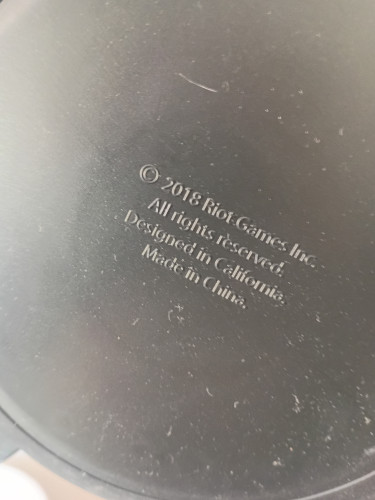 © 2018 Riot Games Inc.
All rights reserved.
Designed in California.
Made in China.